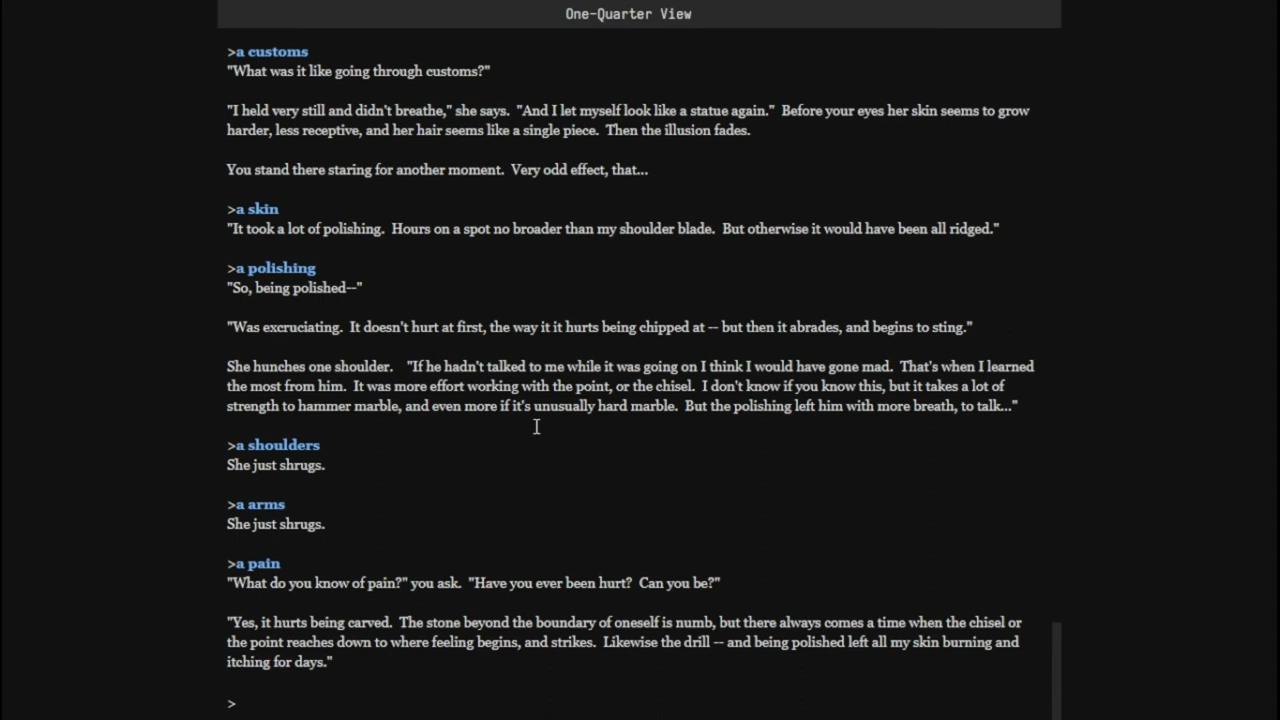 One-Quarter View
>a customs
"What was it like going through customs?"
"I held very still and didn't breathe," she says.  "And I let myself look like a statue again."  Before your eyes her skin seems to grow
harder, less receptive, and her hair seems like a single piece.  Then the illusion fades.
You stand there staring for another moment.  Very odd effect, that...
>a skin
"It took a lot of polishing.  Hours on a spot no broader than my shoulder blade.  But otherwise it would have been all ridged."
>a polishing
"So, being polished--"
"Was excruciating.  It doesn't hurt at first, the way it it hurts being chipped at -- but then it abrades, and begins to sting."
She hunches one shoulder.   "If he hadn't talked to me while it was going on I think I would have gone mad.  That's when I learned
the most from him.  It was more effort working with the point, or the chisel.  I don't know if you know this, but it takes a lot of
strength to hammer marble, and even more if it's unusually hard marble.  But the polishing left him with more breath, to talk..."
>a shoulders
She just shrugs.
>a arms
She just shrugs.
>a pain
"What do you know of pain?" you ask.  "Have you ever been hurt?  Can you be?"
"Yes, it hurts being carved.  The stone beyond the boundary of oneself is numb, but there always comes a time when the chisel or
the point reaches down to where feeling begins, and strikes.  Likewise the drill -- and being polished left all my skin burning and
itching for days."
>